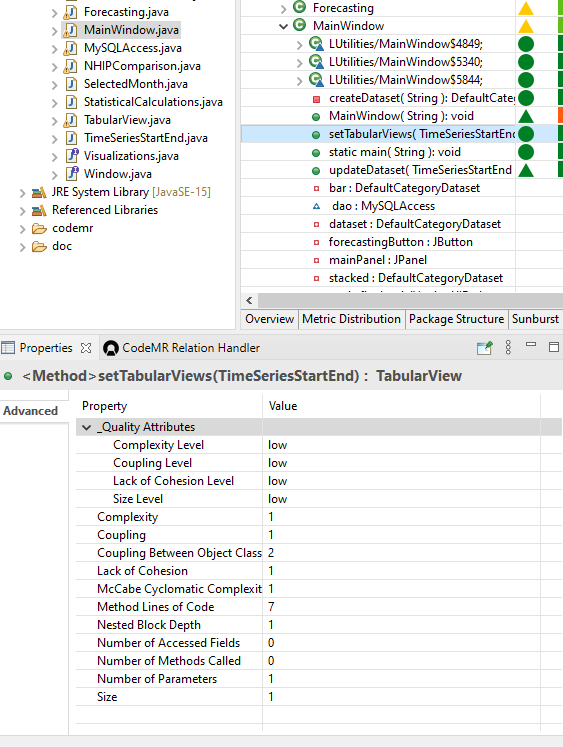 Forecasting.java
MainWindow.java
MySQLAccess.java
NHIPComparison.java
SelectedMonth.java
StatisticalCalculations.java
TabularView.java
TimeSeriesStartEnd.java
Visualizations.java
Window.java
JRE System Library [JavaSE-15]
Referenced Libraries
codemr
doc
Forecasting
MainWindow
LUtilities/MainWindow$4849;
LUtilities/MainWindow$5340;
LUtilities/MainWindow$5844;
createDataset( String ): DefaultCate
MainWindow( String ): void
setTabularViews( TimeSeriesStartEn
static main( String ): void
updateDataset( TimeSeriesStartEnd
bar : DefaultCategoryDataset
dao : MySQLAccess
dataset : DefaultCategoryDataset
forecastingButton : JButton
mainPanel : JPanel
stacked : DefaultCategoryDataset
Overview Metric Distribution Package Structure Sunburst
Properties CodeMR Relation Handler
<Method>setTabularViews(TimeSeriesStartEnd) : TabularView
Advanced
Property Value
_Quality Attributes
Complexity Level low
Coupling Level low
Lack of Cohesion Level low
Size Level low
Complexity 1
Coupling 1
Coupling Between Object Class 2
Lack of Cohesion 1
McCabe Cyclomatic Complexit 1
Method Lines of Code 7
Nested Block Depth 1
Number of Accessed Fields 0
Number of Methods Called 0
Number of Parameters 1
Size 1